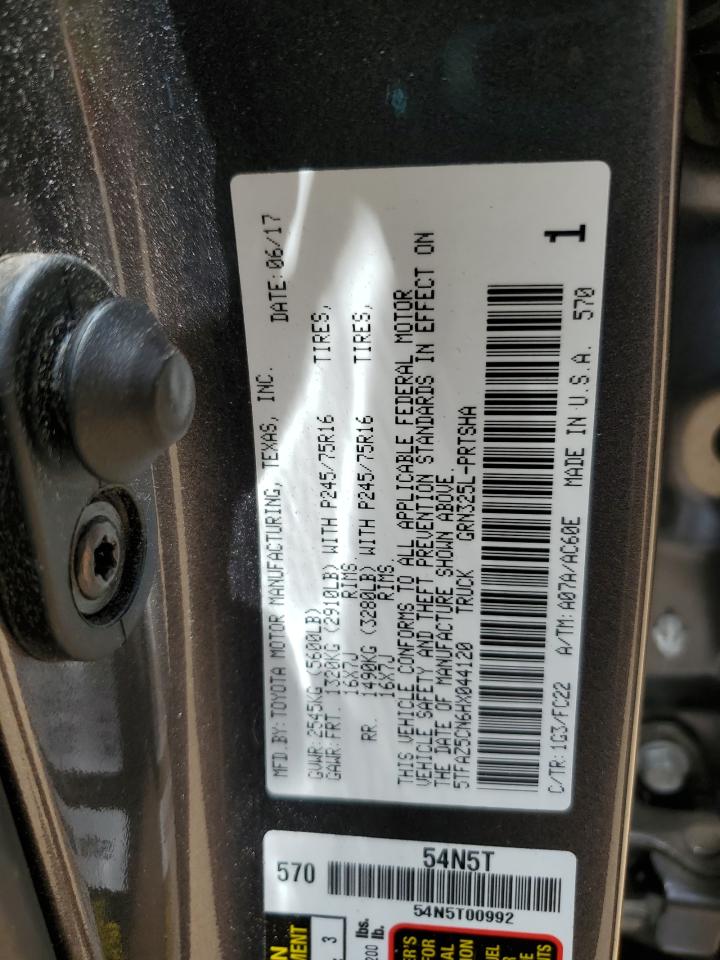 MFD.BY: TOYOTA MOTOR MANUFACTURING, TEXAS, INC. DATE: 06/17
GVWR: 2545KG (5600LB)
GAWR: FRT. 1320KG (2910LB) WITH P245/75R16 TIRES,
16X7J RIMS.
RR. 1490KG (3280LB) WITH P245/75R16 TIRES,
16X7J RIMS.
THIS VEHICLE CONFORMS TO ALL APPLICABLE FEDERAL MOTOR
VEHICLE SAFETY AND THEFT PREVENTION STANDARDS IN EFFECT ON
THE DATE OF MANUFACTURE SHOWN ABOVE.
5TFAZ5CN6HX044120 TRUCK GRN325L-PRTSHA
1
C/TR: 1G3/FC22 A/TM: A07A/AC60E MADE IN U.S.A. 570
54N5T
570
54N5T00992
3
lbs.
200 lb.